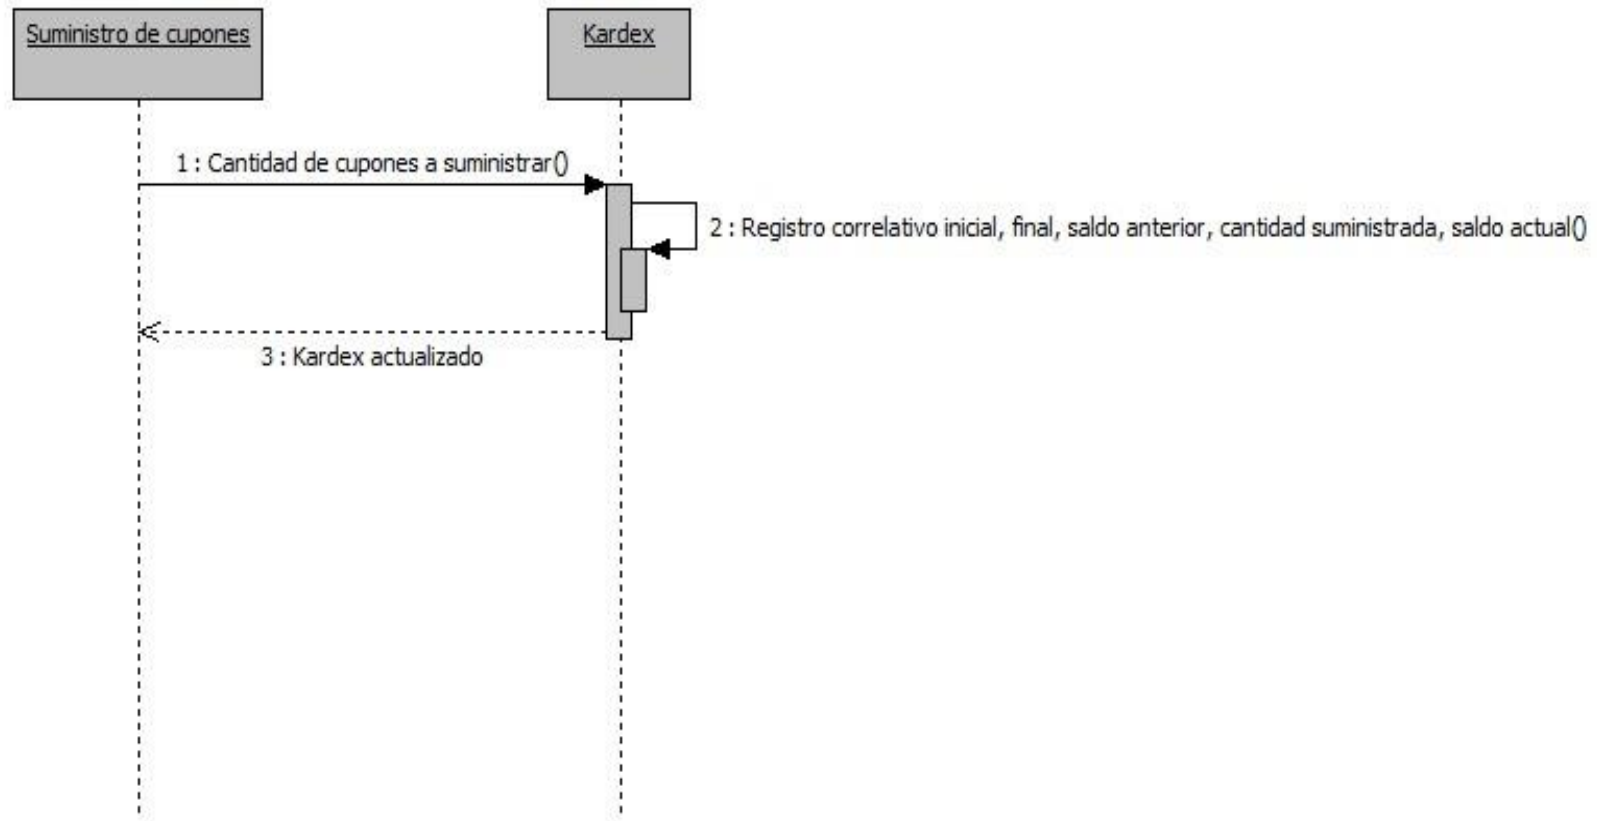 Suministro de cupones
Kardex
1 : Cantidad de cupones a suministrar()
2 : Registro correlativo inicial, final, saldo anterior, cantidad suministrada, saldo actual()
3 : Kardex actualizado